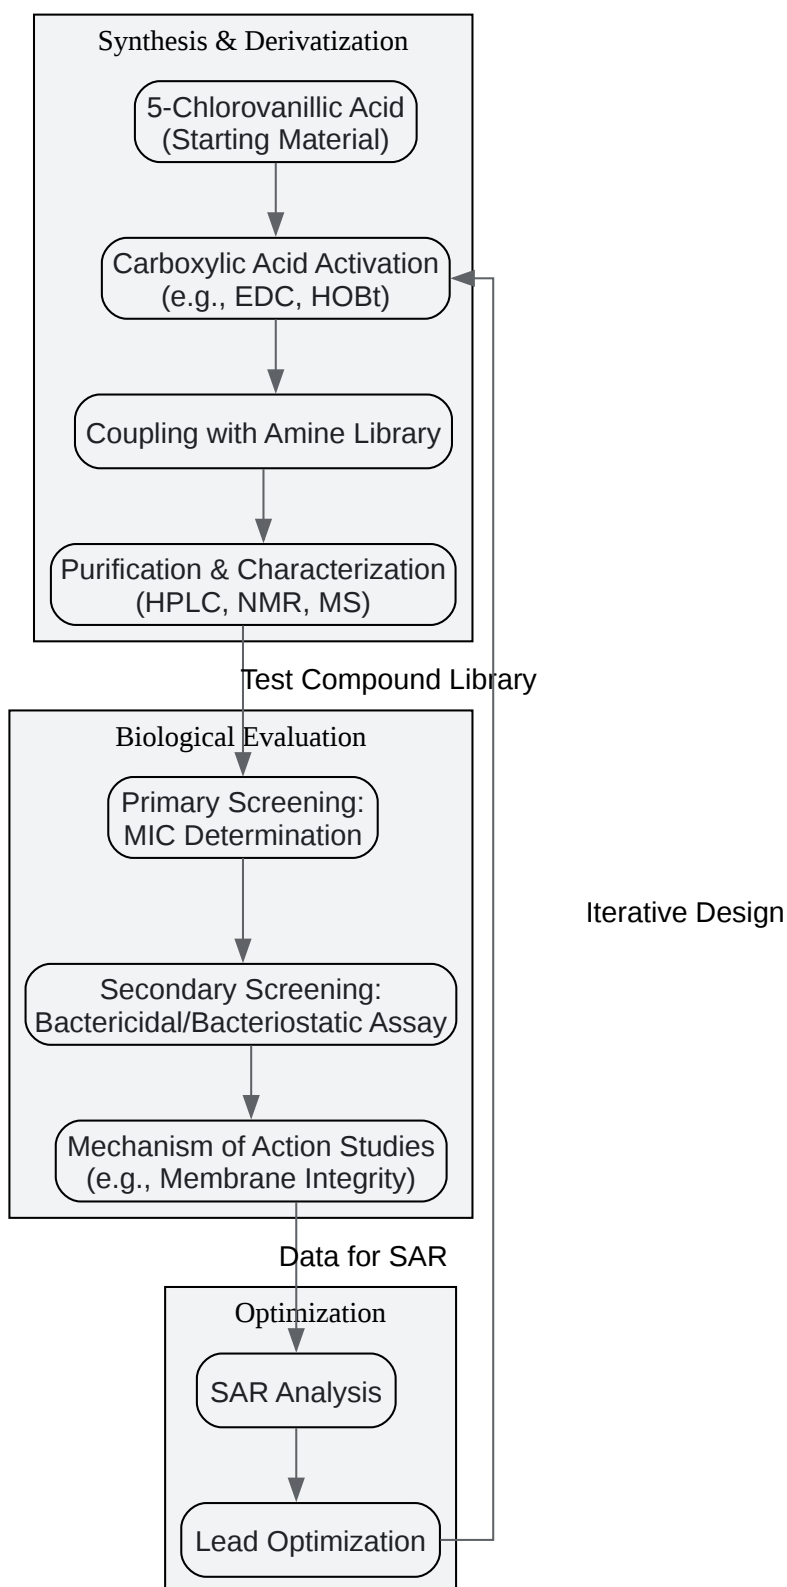 Synthesis & Derivatization
5-Chlorovanillic Acid
(Starting Material)
Carboxylic Acid Activation
(e.g., EDC, HOBt)
Coupling with Amine Library
Purification & Characterization
(HPLC, NMR, MS)
Test Compound Library
Biological Evaluation
Primary Screening:
MIC Determination
Iterative Design
Secondary Screening:
Bactericidal/Bacteriostatic Assay
Mechanism of Action Studies
(e.g., Membrane Integrity)
Data for SAR
Optimization
SAR Analysis
Lead Optimization